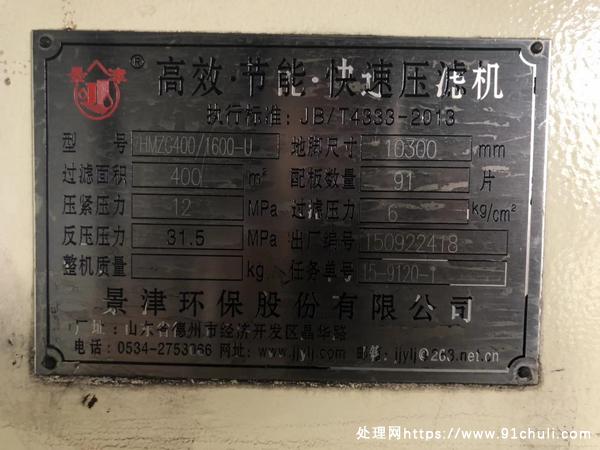 景 津 ® 高效·节能·快速压滤机
执行标准: JB/T4333-2013
型 号 YHMZG400/1600-U 地脚尺寸 10300 mm
过滤面积 400 m² 配板数量 91 片
压紧压力 12 MPa 过滤压力 6 kg/cm²
反压压力 31.5 MPa 出厂编号 150922418
整机质量 kg 任务单号 15-9120-1
景津环保股份有限公司
厂址: 山东省德州市经济开发区晶华路
电话: 0534-2753066 网址: www.jjylj.com 邮箱: jjylj@263.net.cn
处理网https://www.91chuli.com/